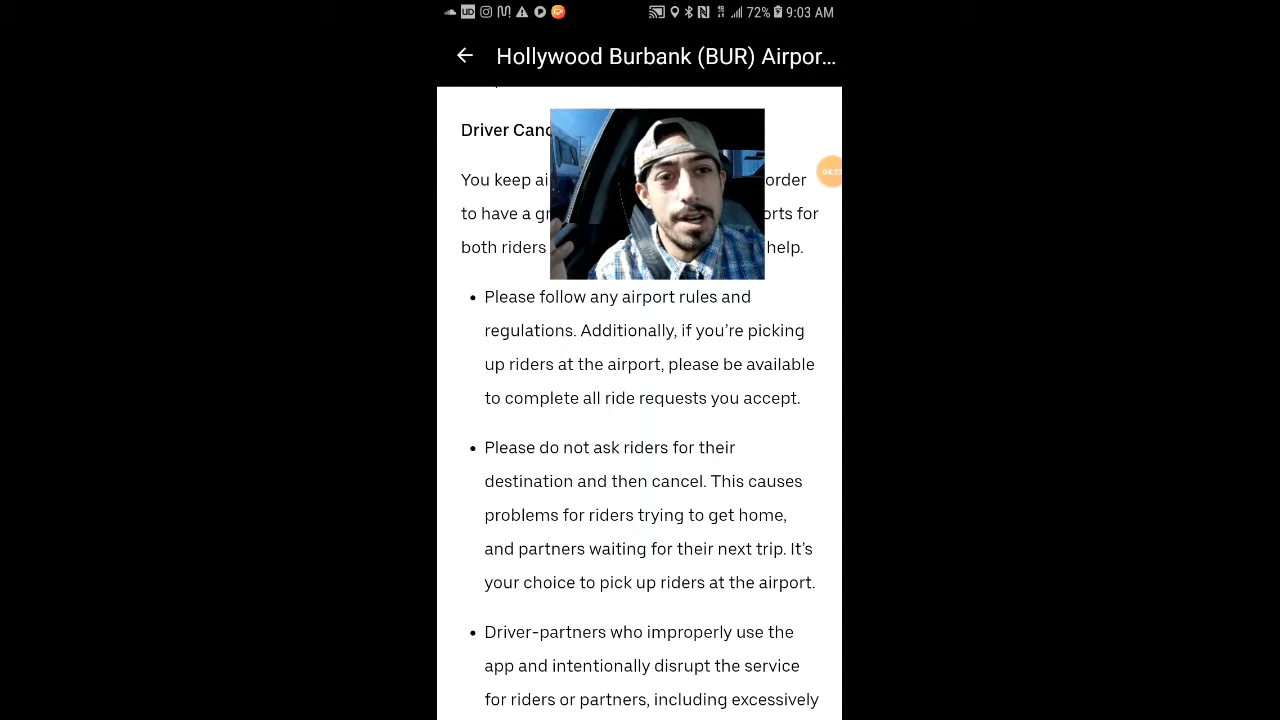 UD 72% 9:03 AM
Hollywood Burbank (BUR) Airpor...
04:22
Driver Canc
You keep ai order
to have a gr orts for
both riders help.
• Please follow any airport rules and
regulations. Additionally, if you’re picking
up riders at the airport, please be available
to complete all ride requests you accept.
• Please do not ask riders for their
destination and then cancel. This causes
problems for riders trying to get home,
and partners waiting for their next trip. It’s
your choice to pick up riders at the airport.
• Driver-partners who improperly use the
app and intentionally disrupt the service
for riders or partners, including excessively